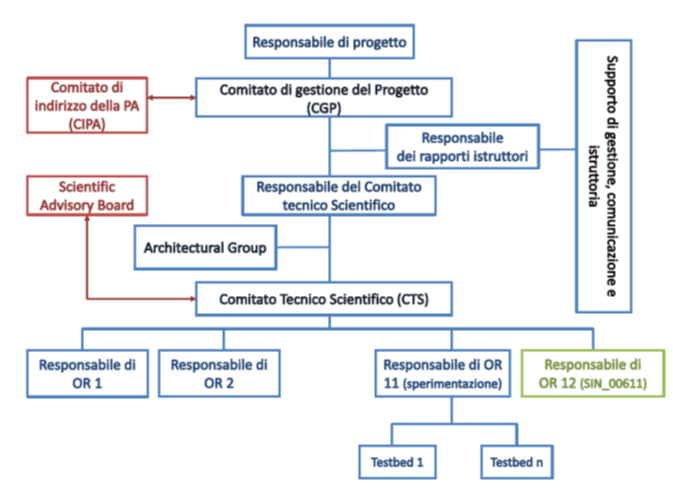 Responsabile di progetto
Comitato di
indirizzo della PA
(CIPA)
Comitato di gestione del Progetto
(CGP)
Supporto di gestione, comunicazione e
istruttoria
Responsabile
dei rapporti istruttori
Scientific
Advisory Board
Responsabile del Comitato
tecnico Scientifico
Architectural Group
Comitato Tecnico Scientifico (CTS)
Responsabile di
OR 1
Responsabile di
OR 2
Responsabile di OR
11 (sperimentazione)
Responsabile di
OR 12 (SIN_00611)
Testbed 1
Testbed n